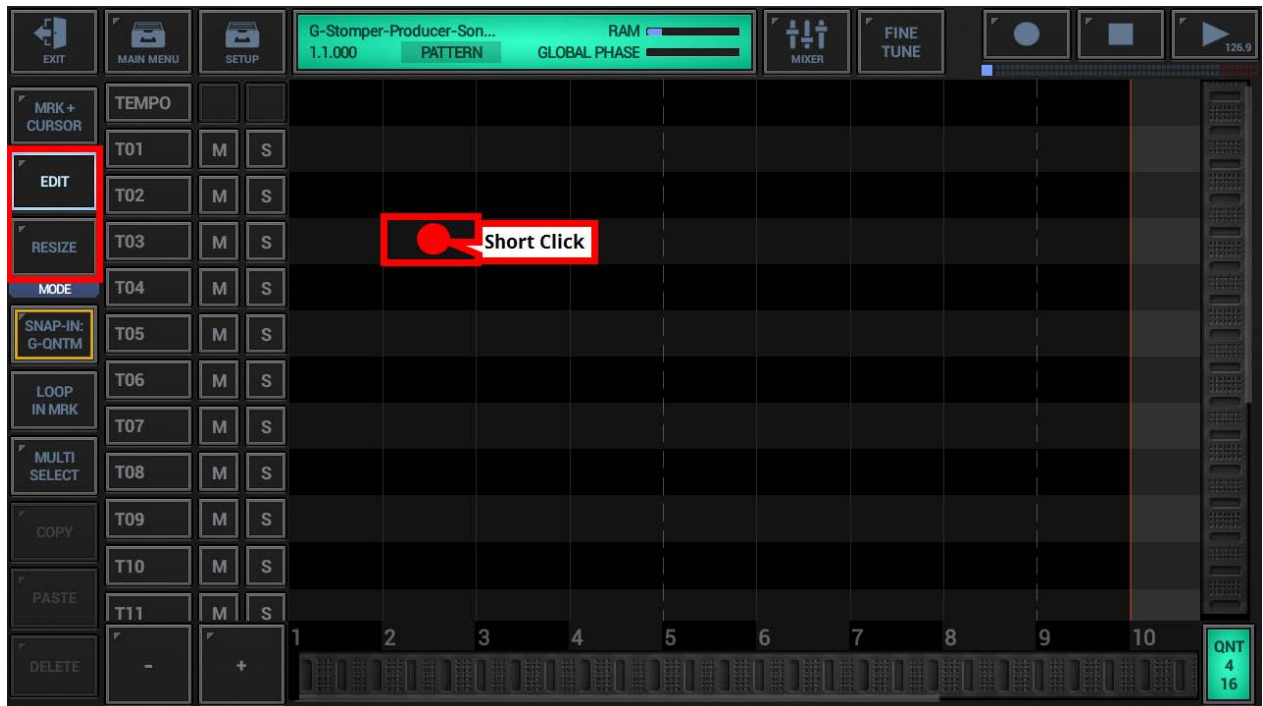 EXIT
MAIN MENU
SETUP
G-Stomper-Producer-Son... RAM
1.1.000 PATTERN GLOBAL PHASE
MIXER
FINE
TUNE
126.9
MRK +
CURSOR
EDIT
RESIZE
MODE
SNAP-IN:
G-QNTM
LOOP
IN MRK
MULTI
SELECT
COPY
PASTE
DELETE
TEMPO
T01 M S
T02 M S
T03 M S
Short Click
T04 M S
T05 M S
T06 M S
T07 M S
T08 M S
T09 M S
T10 M S
T11 M S
- +
1 2 3 4 5 6 7 8 9 10
QNT
4
16